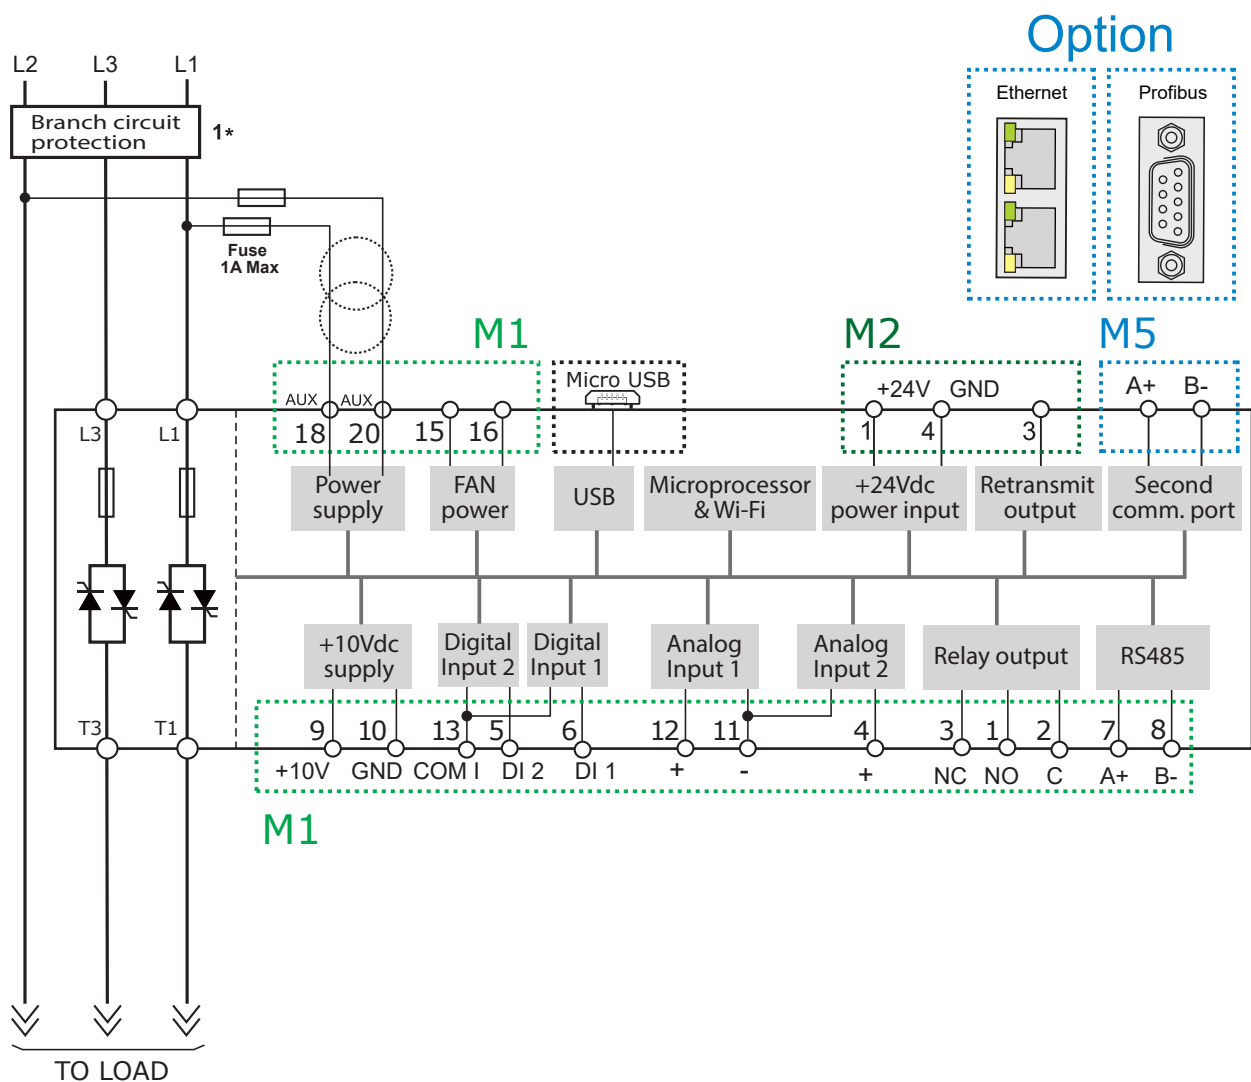 Option
Ethernet
Profibus
L2
L3
L1
Branch circuit
protection
1*
Fuse
1A Max
M1
M2
M5
Micro USB
AUX
AUX
+24V
GND
A+
B-
18
20
15
16
1
4
3
L3
L1
Power
supply
FAN
power
USB
Microprocessor
& Wi-Fi
+24Vdc
power input
Retransmit
output
Second
comm. port
+10Vdc
supply
Digital
Input 2
Digital
Input 1
Analog
Input 1
Analog
Input 2
Relay output
RS485
T3
T1
9
10
13
5
6
12
11
4
3
1
2
7
8
+10V
GND
COM I
DI 2
DI 1
+
-
+
NC
NO
C
A+
B-
M1
TO LOAD